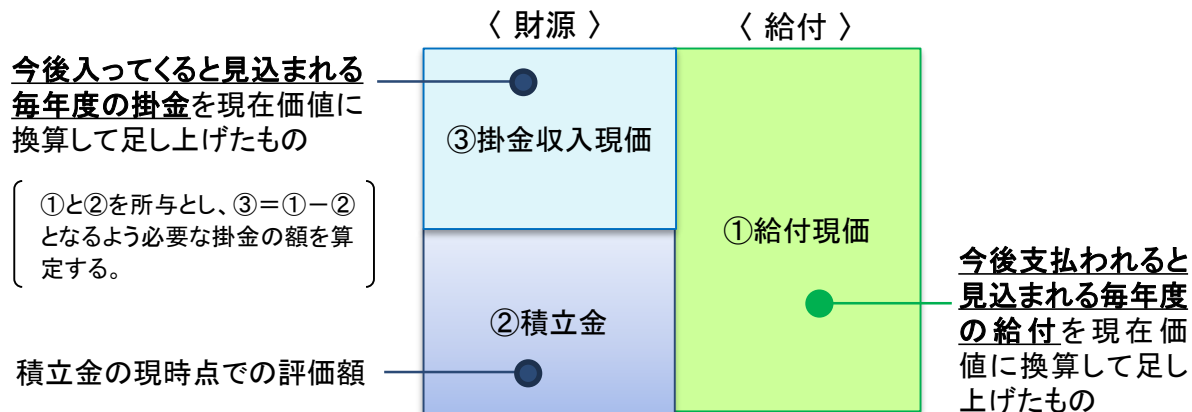 〈 財源 〉
〈 給付 〉
今後入ってくると見込まれる
毎年度の掛金を現在価値に
換算して足し上げたもの
①と②を所与とし、③＝①－②
となるよう必要な掛金の額を算
定する。
③掛金収入現価
①給付現価
②積立金
積立金の現時点での評価額
今後支払われると
見込まれる毎年度
の給付を現在価
値に換算して足し
上げたもの